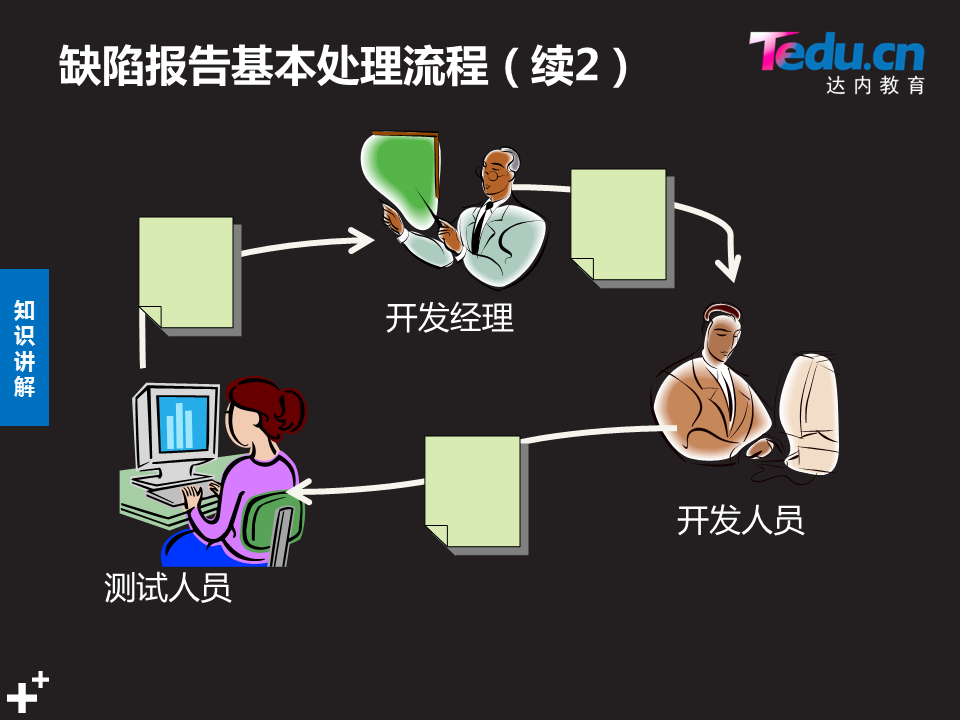 缺陷报告基本处理流程（续2）
Tedu.cn
达内教育
知识讲解
开发经理
开发人员
测试人员